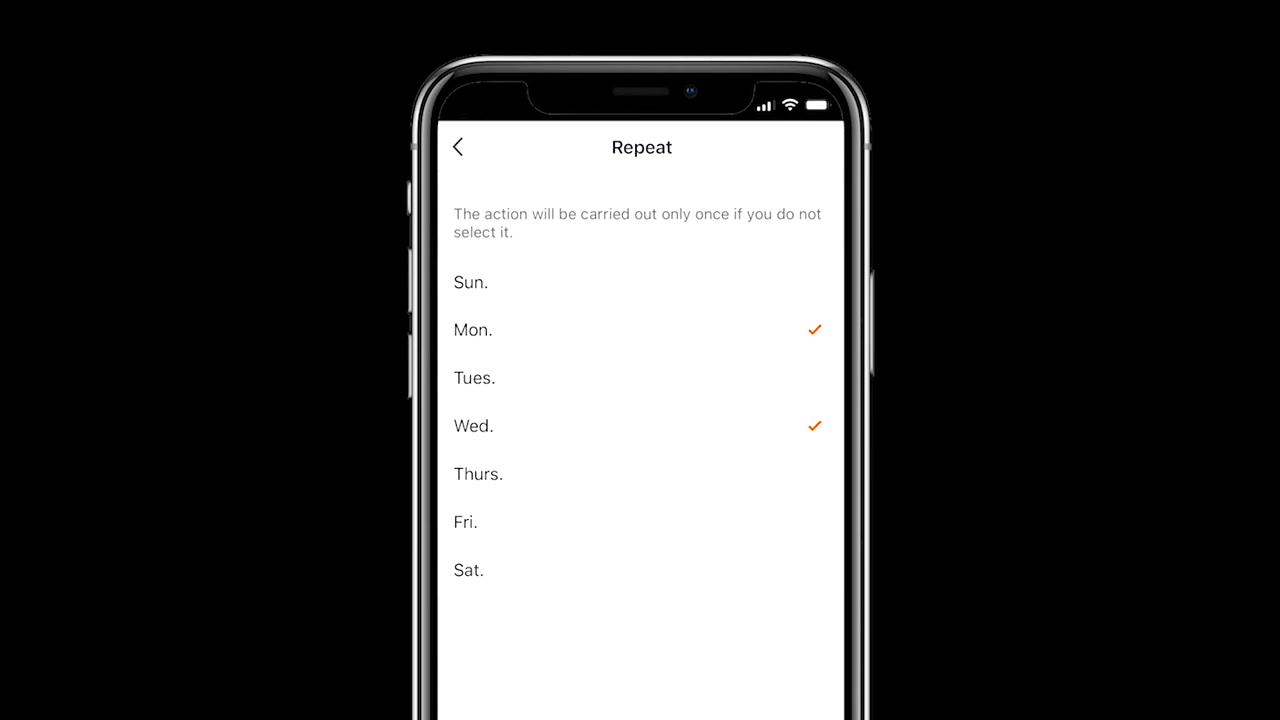 Repeat
The action will be carried out only once if you do not
select it.
Sun.
Mon.
Tues.
Wed.
Thurs.
Fri.
Sat.